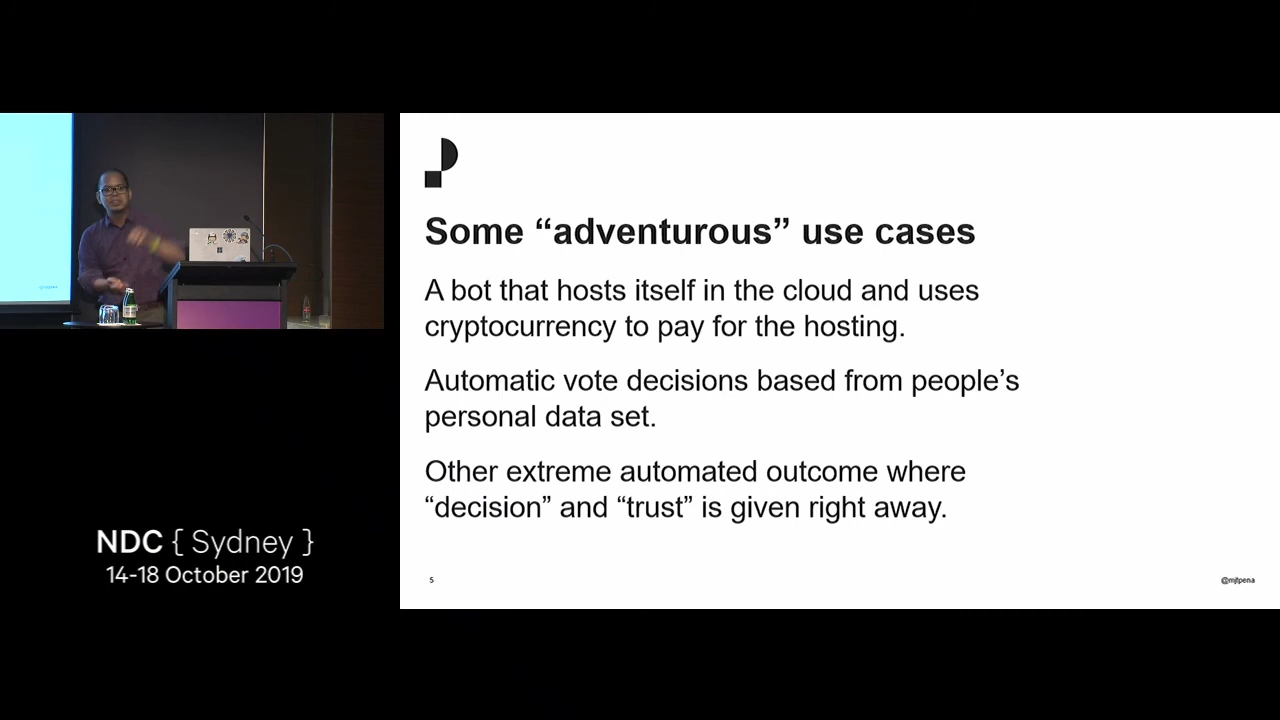 Some “adventurous” use cases
A bot that hosts itself in the cloud and uses
cryptocurrency to pay for the hosting.
Automatic vote decisions based from people’s
personal data set.
Other extreme automated outcome where
“decision” and “trust” is given right away.
5
@mjtpena
NDC { Sydney }
14-18 October 2019